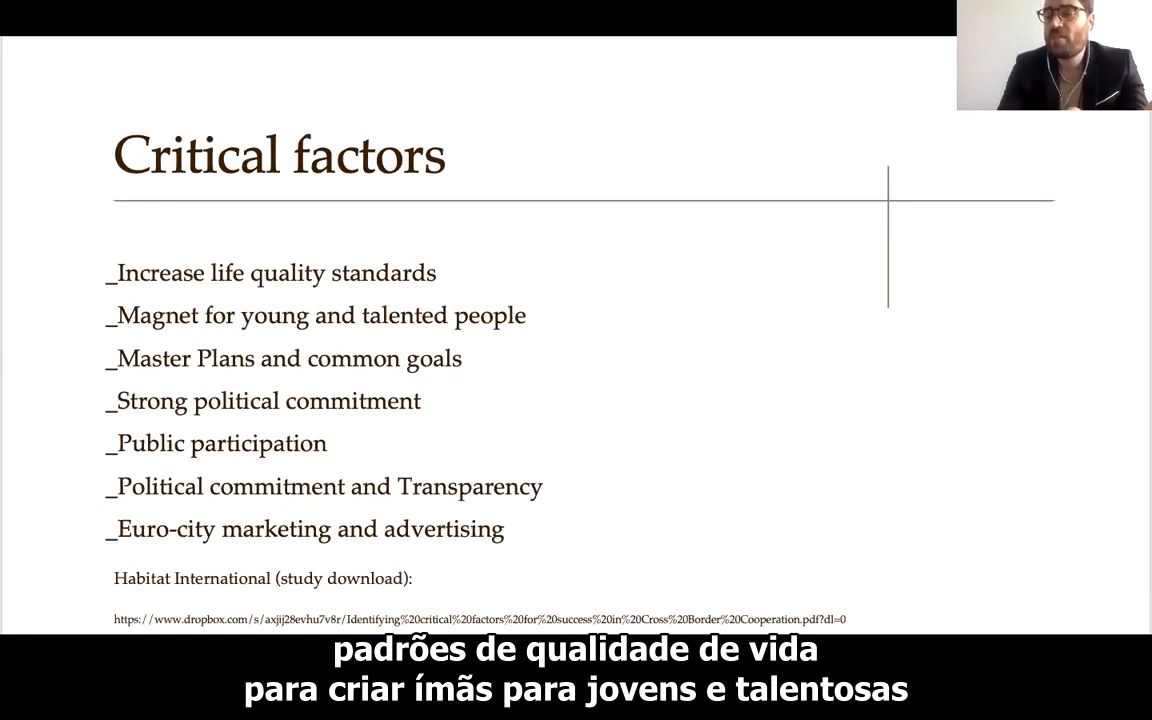 Critical factors
_Increase life quality standards
_Magnet for young and talented people
_Master Plans and common goals
_Strong political commitment
_Public participation
_Political commitment and Transparency
_Euro-city marketing and advertising
Habitat International (study download):
https://www.dropbox.com/s/axjij28evhu7v8r/Identifying%20critical%20factors%20for%20success%20in%20Cross%20Border%20Cooperation.pdf?dl=0
padrões de qualidade de vida
para criar ímãs para jovens e talentosas